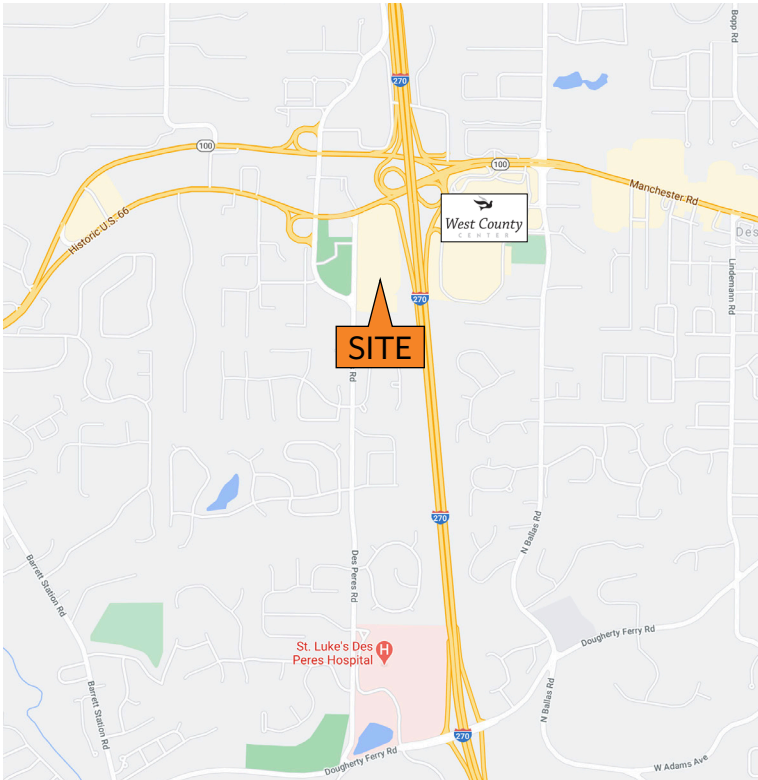 Bopp Rd
270
100
100
Manchester Rd
Historic U.S. 66
West County
CENTER
Des
Lindemann Rd
270
SITE
Rd
270
N Ballas Rd
Des Peres Rd
Barrett Station Rd
Dougherty Ferry Rd
St. Luke's Des
Peres Hospital
H
Barrett Station Rd
N Ballas Rd
270
Dougherty Ferry Rd
W Adams Ave